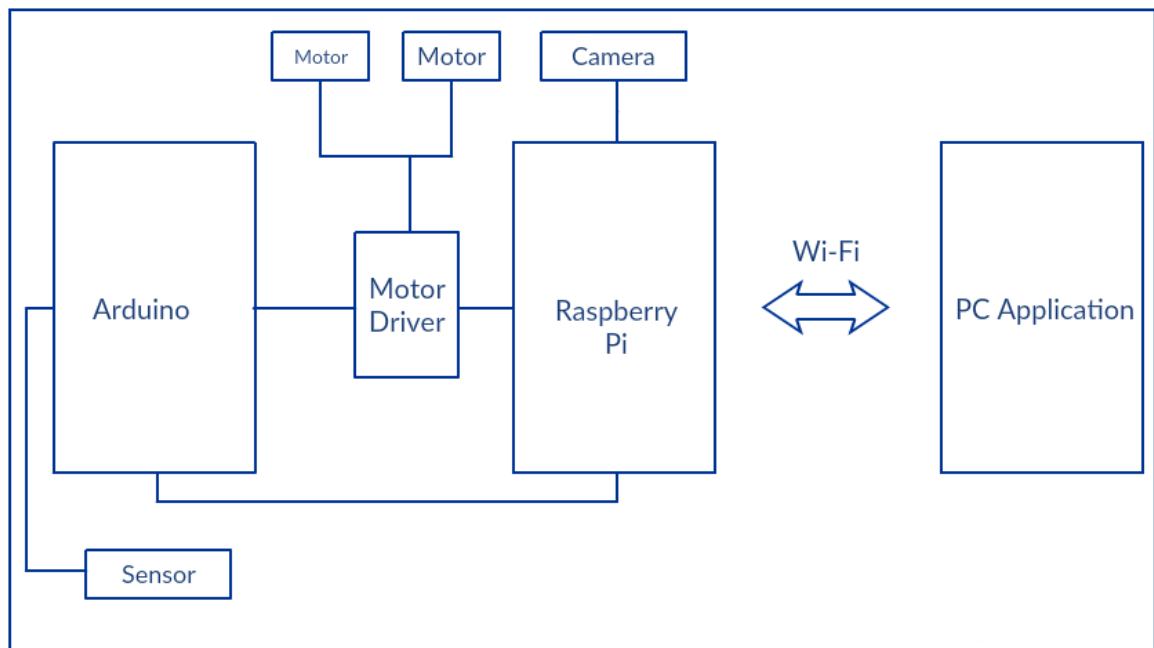 Motor
Motor
Camera
Wi-Fi
Arduino
Motor
Driver
Raspberry
Pi
PC Application
Sensor